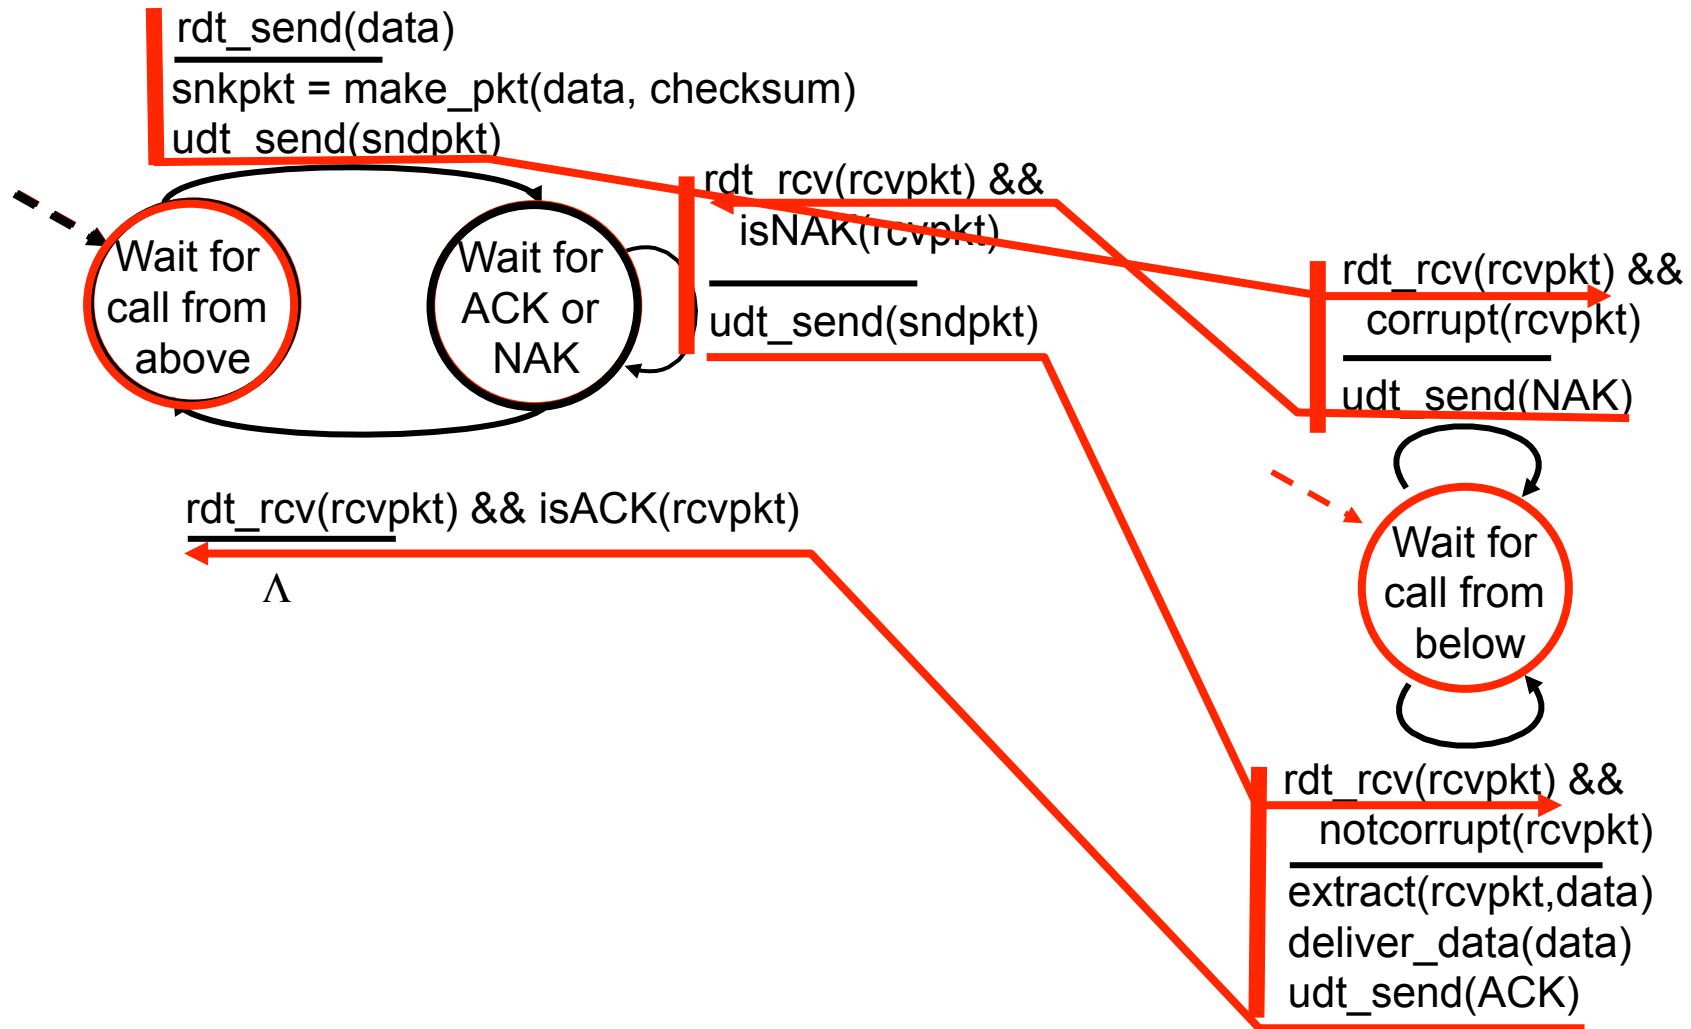 rdt_send(data)
snkpkt = make_pkt(data, checksum)
udt_send(sndpkt)
Wait for
call from
above
Wait for
ACK or
NAK
rdt_rcv(rcvpkt) &&
isNAK(rcvpkt)
udt_send(sndpkt)
rdt_rcv(rcvpkt) && isACK(rcvpkt)
Λ
rdt_rcv(rcvpkt) &&
corrupt(rcvpkt)
udt_send(NAK)
Wait for
call from
below
rdt_rcv(rcvpkt) &&
notcorrupt(rcvpkt)
extract(rcvpkt,data)
deliver_data(data)
udt_send(ACK)